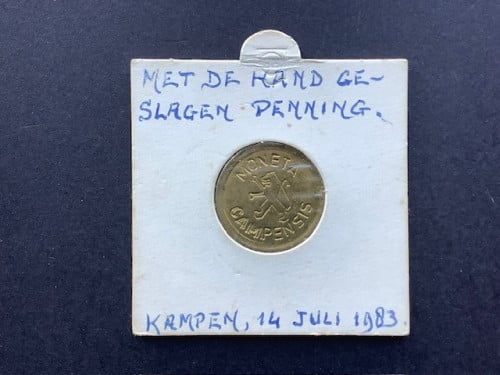 MET DE HAND GE-
SLAGEN PENNING.
MONETA
CAMPENSIS
KAMPEN, 14 JULI 1983.